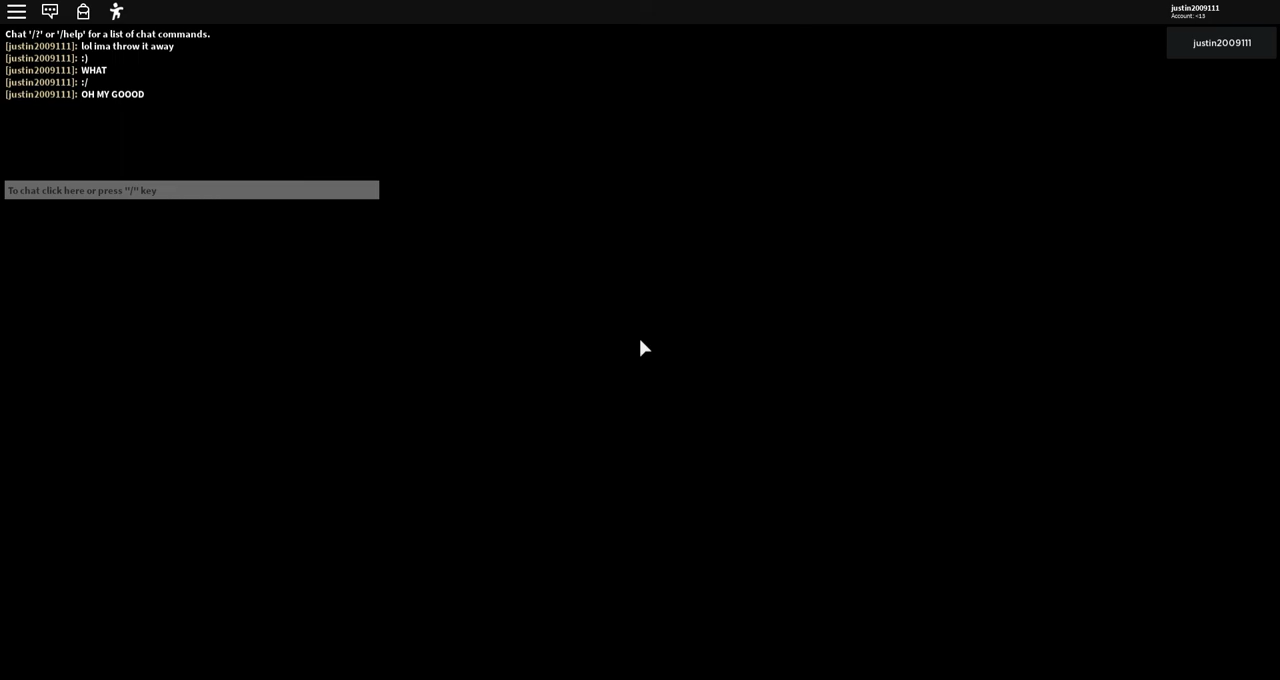 justin2009111
Account: <13
justin2009111
Chat '/?' or '/help' for a list of chat commands.
[justin2009111]: lol ima throw it away
[justin2009111]: :)
[justin2009111]: WHAT
[justin2009111]: :/
[justin2009111]: OH MY GOOOD
To chat click here or press "/" key